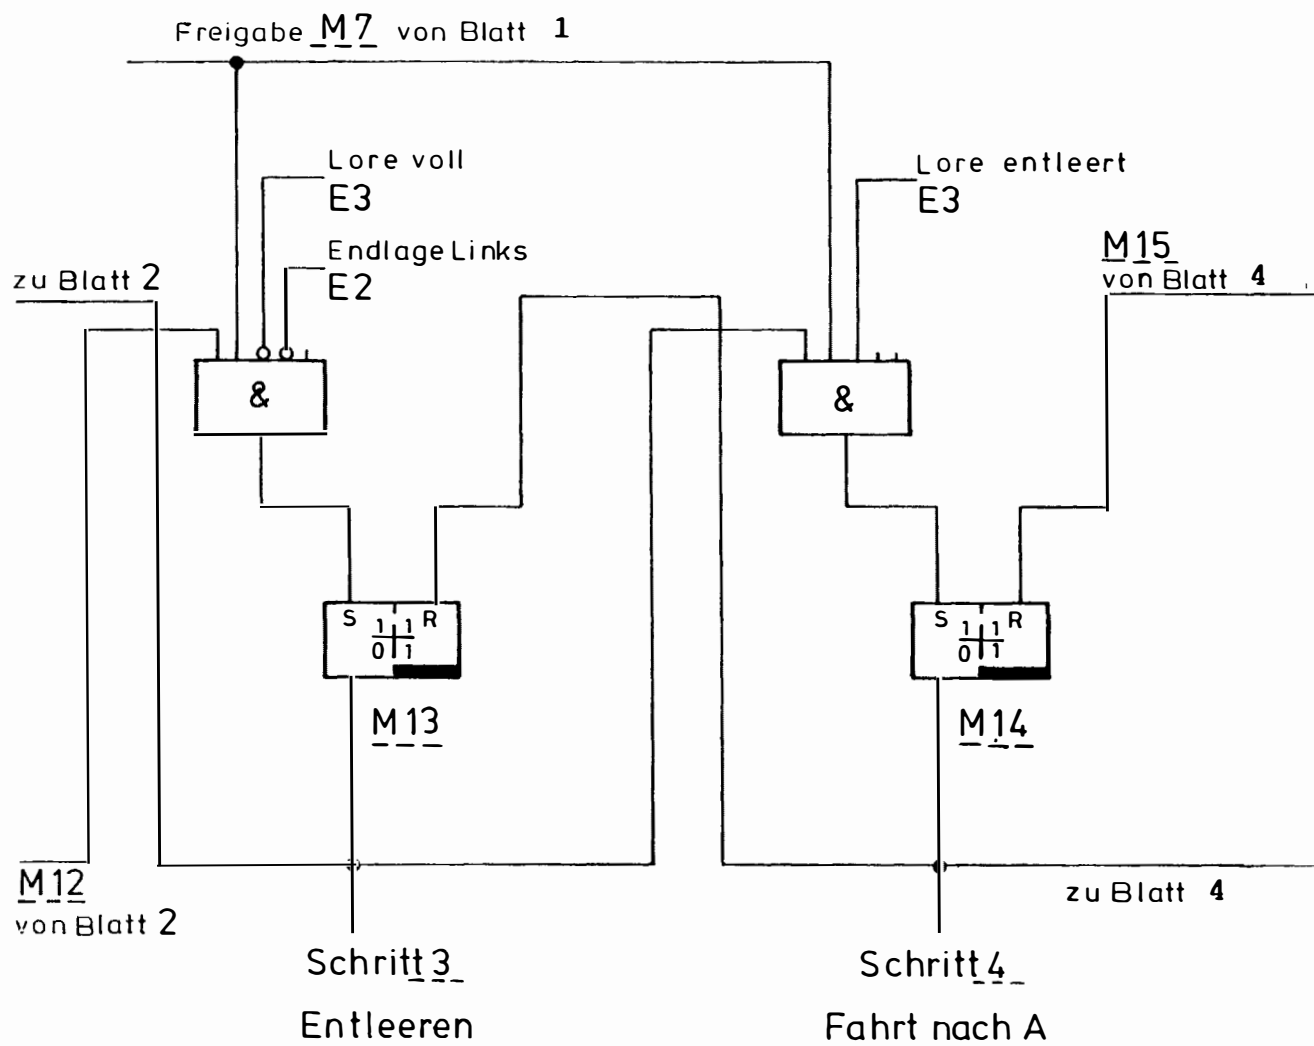 Freigabe M7 von Blatt 1
Lore voll
E3
Lore entleert
E3
Endlage Links
E2
M15
von Blatt 4
zu Blatt 2
&
&
S 1 1 R
0 1
S 1 1 R
0 1
M13
M14
M12
von Blatt 2
zu Blatt 4
Schritt 3
Entleeren
Schritt 4
Fahrt nach A